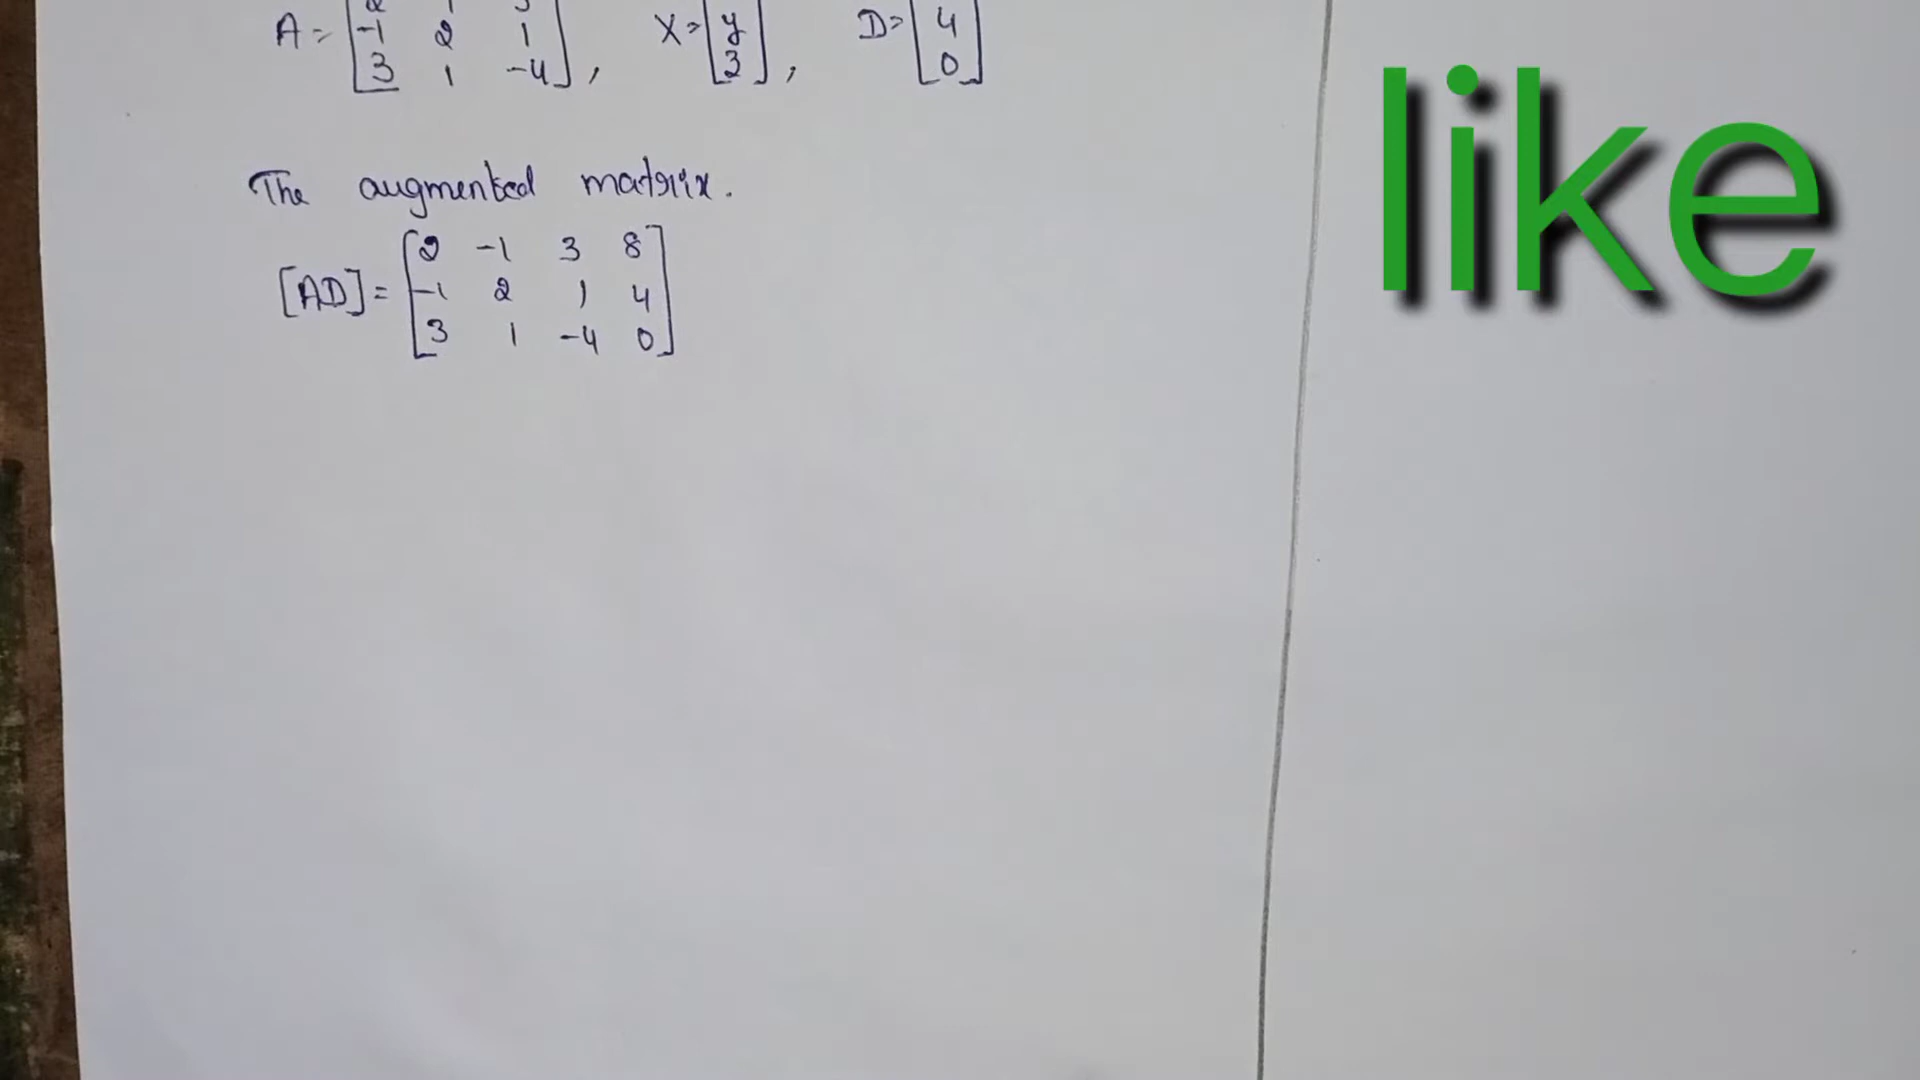 A = -1 2 1 X = y D = 4
3 1 -4 , 3 , 0
like
The augmented matrix.
2 -1 3 8
[AD] = -1 2 1 4
3 1 -4 0